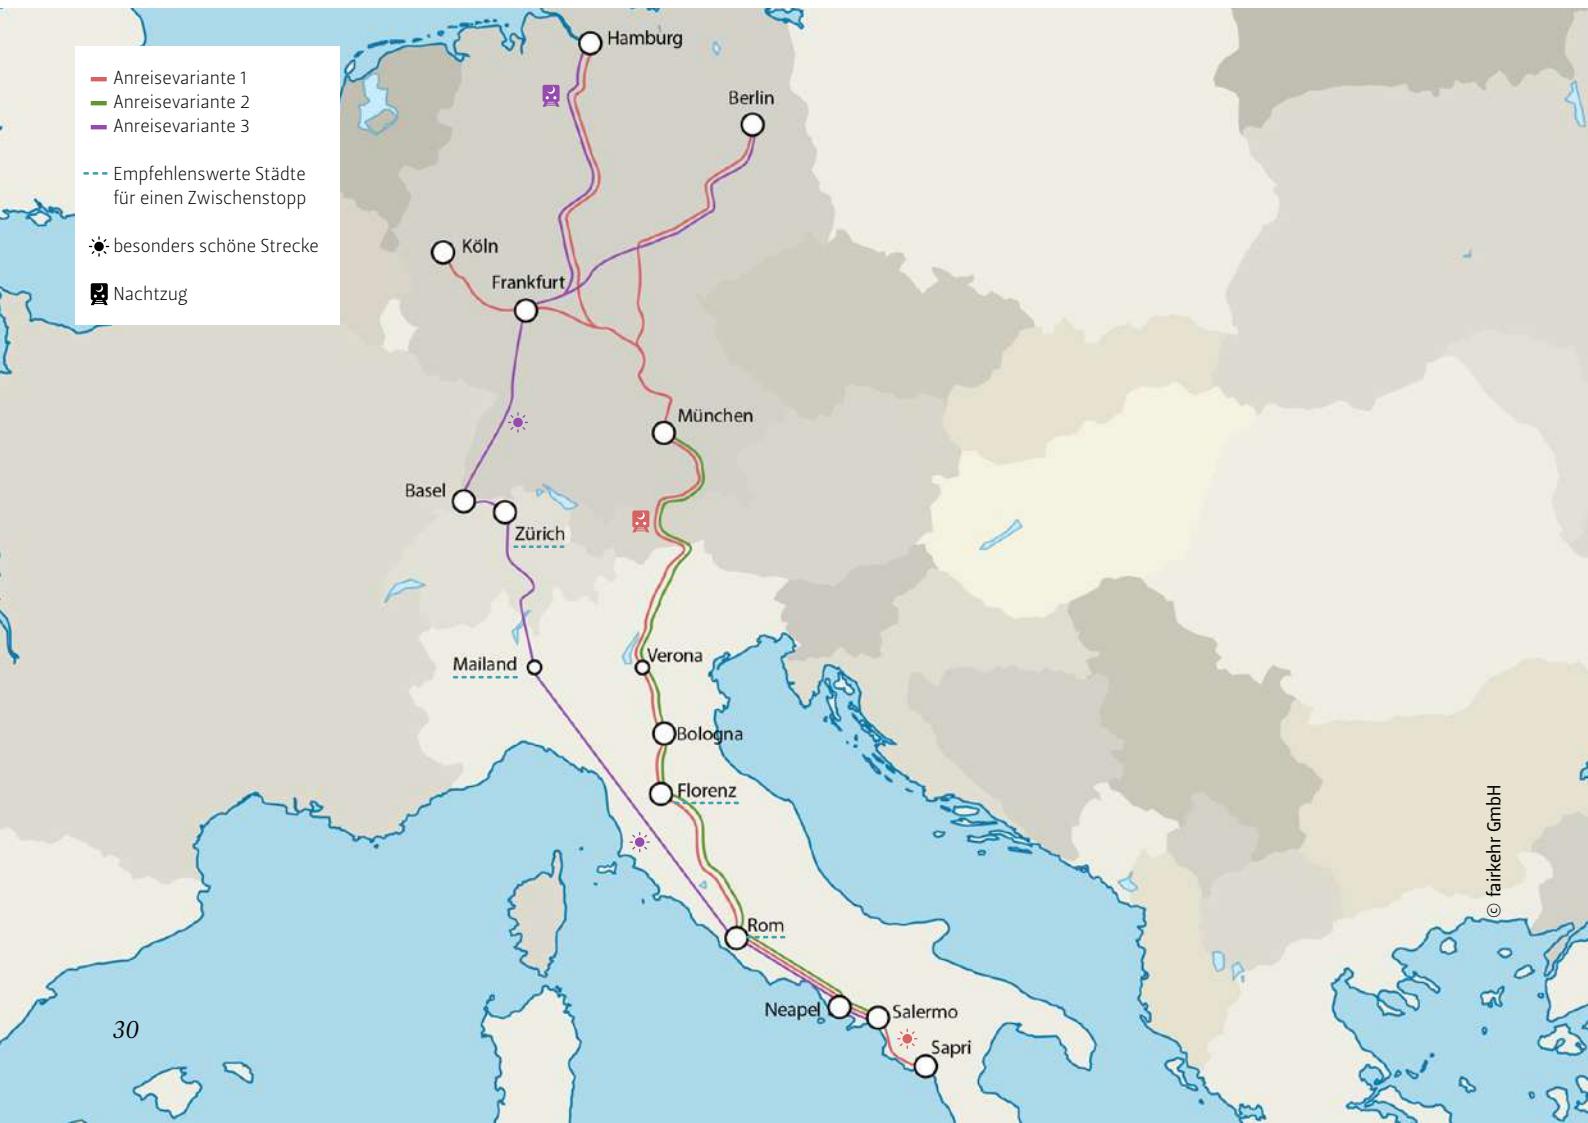 Anreisevariante 1
Anreisevariante 2
Anreisevariante 3
Empfehlenswerte Städte
für einen Zwischenstopp
besonders schöne Strecke
Nachtzug
Hamburg
Berlin
Köln
Frankfurt
München
Basel
Zürich
Mailand
Verona
Bologna
Florenz
Rom
Neapel
Salermo
Sapri
© fairkehr GmbH
30